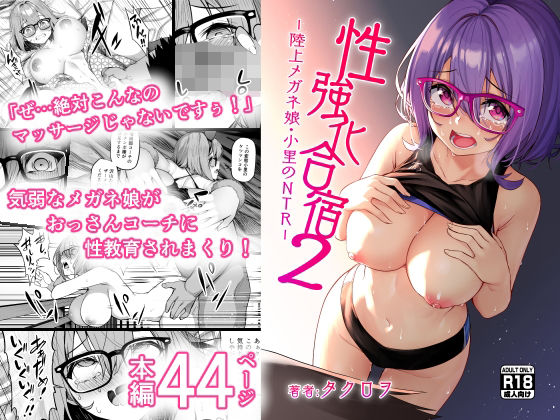 「ぜ…絶対こんなの
マッサージじゃないですぅ！」
気弱なメガネ娘が
おっさんコーチに
性教育されまくり！
本編44ページ
性強化合宿2
-陸上メガネ娘・小里のNTR-
著者:タクロヲ
ADULT ONLY
R18
成人向け